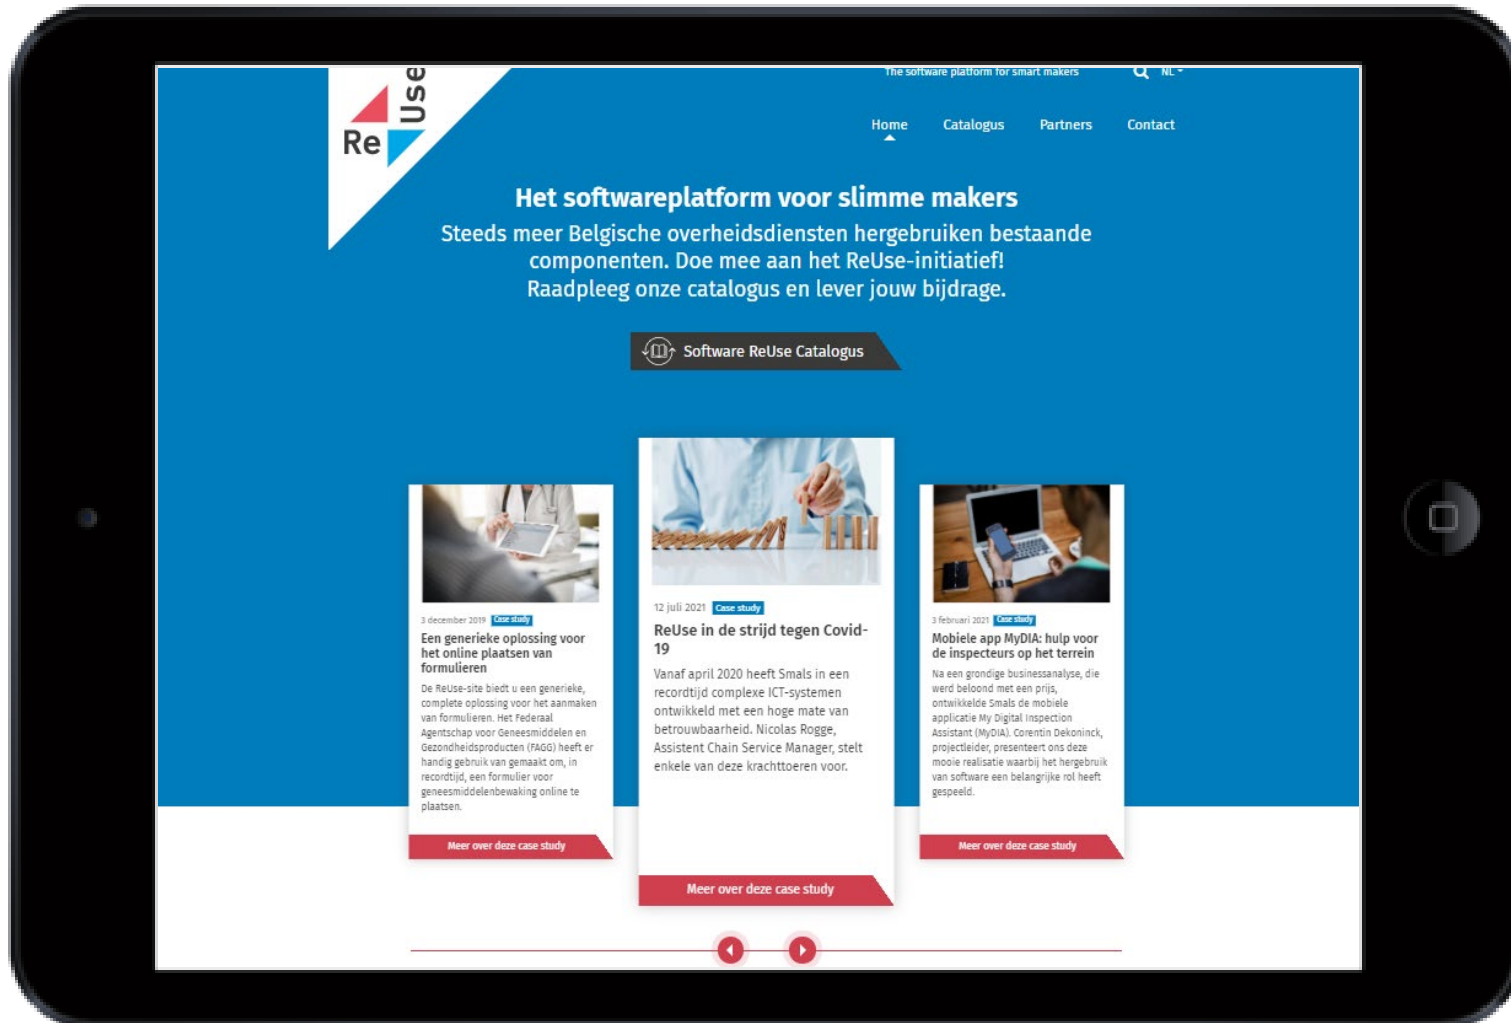 Re
Use
The software platform for smart makers
NL
Home
Catalogus
Partners
Contact
Het softwareplatform voor slimme makers
Steeds meer Belgische overheidsdiensten hergebruiken bestaande
componenten. Doe mee aan het ReUse-initiatief!
Raadpleeg onze catalogus en lever jouw bijdrage.
Software ReUse Catalogus
3 december 2019 Case study
Een generieke oplossing voor
het online plaatsen van
formulieren
De ReUse-site biedt u een generieke,
complete oplossing voor het aanmaken
van formulieren. Het Federaal
Agentschap voor Geneesmiddelen en
Gezondheidsproducten (FAGG) heeft er
handig gebruik van gemaakt om, in
recordtijd, een formulier voor
geneesmiddelenbewaking online te
plaatsen.
Meer over deze case study
12 juli 2021 Case study
ReUse in de strijd tegen Covid-
19
Vanaf april 2020 heeft Smals in een
recordtijd complexe ICT-systemen
ontwikkeld met een hoge mate van
betrouwbaarheid. Nicolas Rogge,
Assistent Chain Service Manager, stelt
enkele van deze krachttoeren voor.
Meer over deze case study
3 februari 2021 Case study
Mobiele app MyDIA: hulp voor
de inspecteurs op het terrein
Na een grondige businessanalyse, die
werd beloond met een prijs,
ontwikkelde Smals de mobiele
applicatie My Digital Inspection
Assistant (MyDIA). Corentin Dekoninck,
projectleider, presenteert ons deze
mooie realisatie waarbij het hergebruik
van software een belangrijke rol heeft
gespeeld.
Meer over deze case study